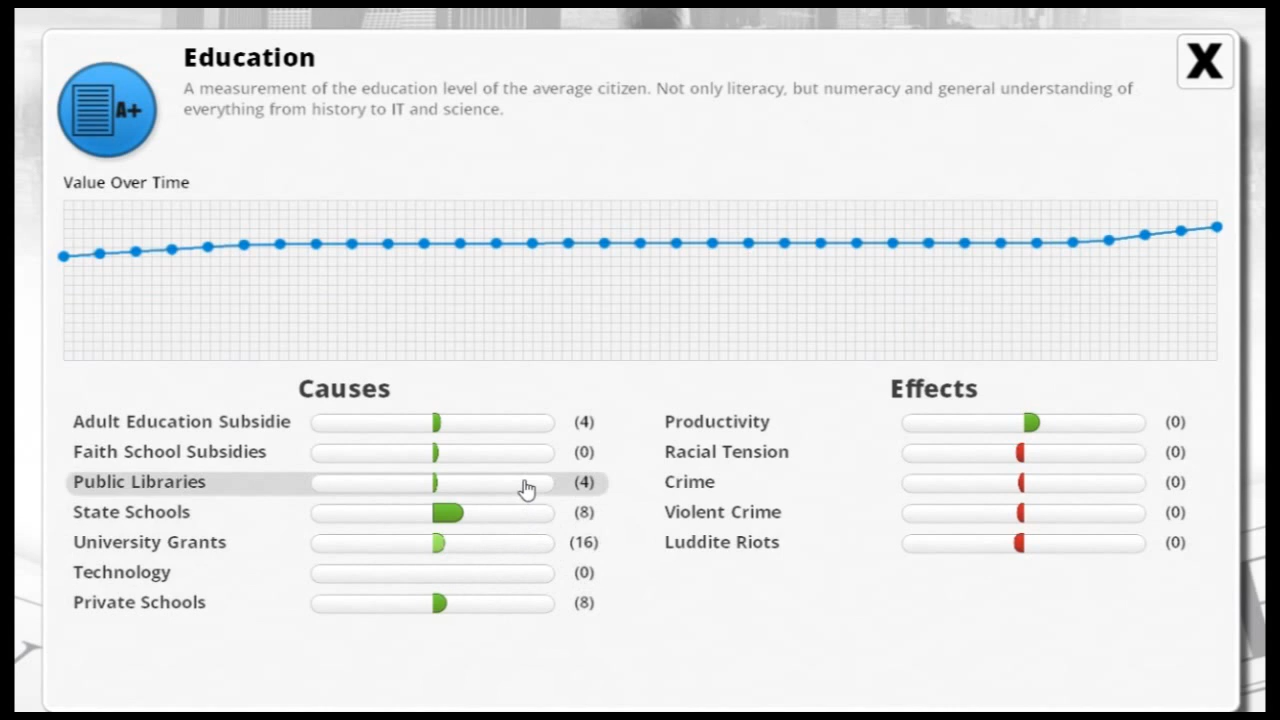 Education
X
A measurement of the education level of the average citizen. Not only literacy, but numeracy and general understanding of
everything from history to IT and science.
A+
Value Over Time
Causes
Effects
Adult Education Subsidie (4)
Productivity (0)
Faith School Subsidies (0)
Racial Tension (0)
Public Libraries (4)
Crime (0)
State Schools (8)
Violent Crime (0)
University Grants (16)
Luddite Riots (0)
Technology (0)
Private Schools (8)